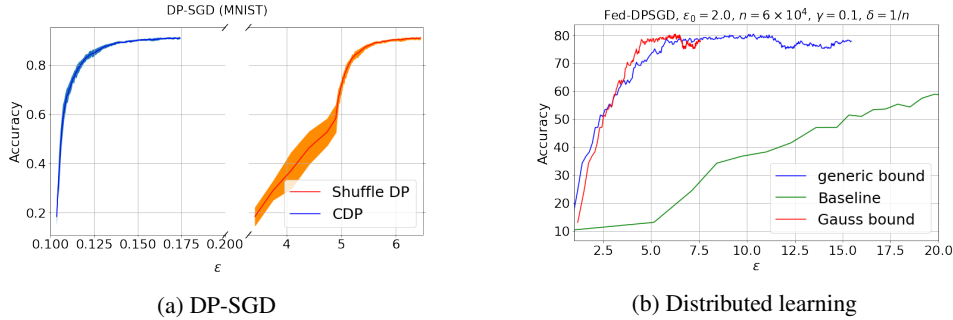 DP-SGD (MNIST)
Accuracy
0.8
0.6
0.4
0.2
0.100 0.125 0.150 0.175 0.200
4 5 6
ε
Shuffle DP
CDP
(a) DP-SGD
Fed-DPSGD, ε₀ = 2.0, n = 6 × 10⁴, γ = 0.1, δ = 1/n
Accuracy
80
70
60
50
40
30
20
10
2.5 5.0 7.5 10.0 12.5 15.0 17.5 20.0
ε
generic bound
Baseline
Gauss bound
(b) Distributed learning